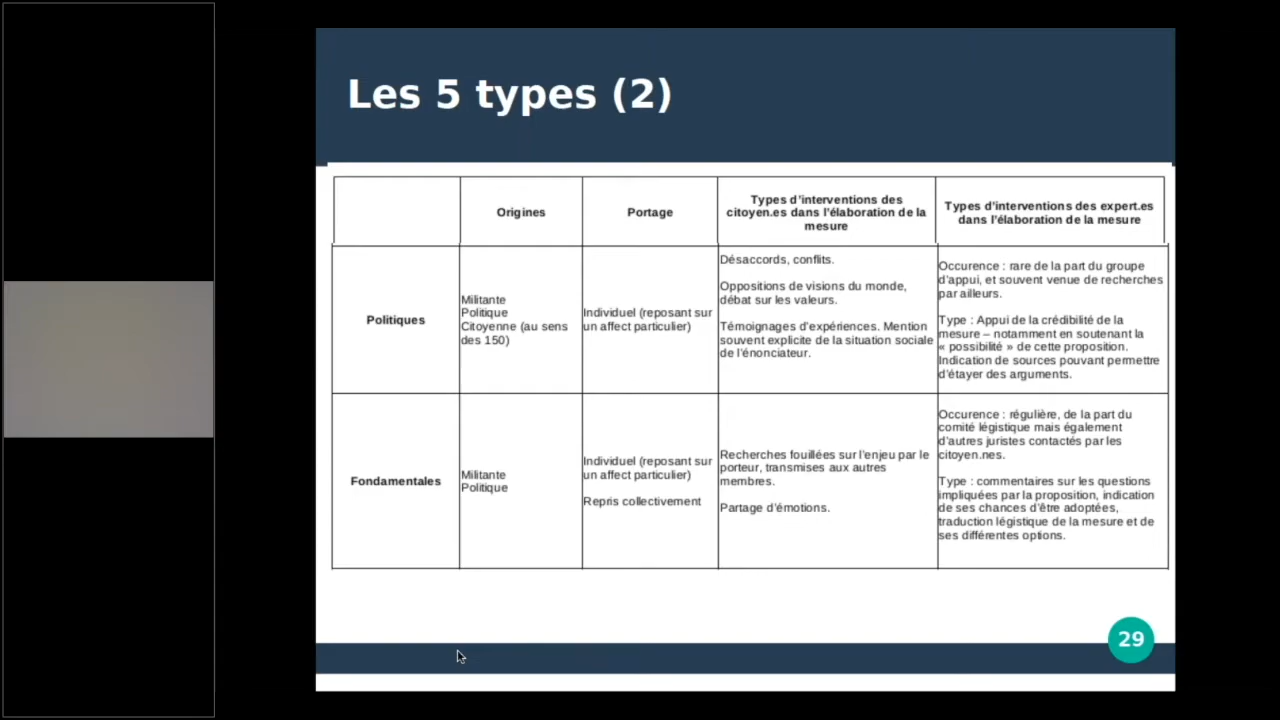 Les 5 types (2)
Origines
Portage
Types d'interventions des
citoyen.es dans l'élaboration de la
mesure
Types d'interventions des expert.es
dans l'élaboration de la mesure
Politiques
Militante
Politique
Citoyenne (au sens
des 150)
Individuel (reposant sur
un affect particulier)
Désaccords, conflits.
Oppositions de visions du monde,
débat sur les valeurs.
Témoignages d'expériences. Mention
souvent explicite de la situation sociale
de l'énonciateur.
Occurence : rare de la part du groupe
d'appui, et souvent venue de recherches
par ailleurs.
Type : Appui de la crédibilité de la
mesure – notamment en soutenant la
« possibilité » de cette proposition.
Indication de sources pouvant permettre
d'étayer des arguments.
Fondamentales
Militante
Politique
Individuel (reposant sur
un affect particulier)
Repris collectivement
Recherches fouillées sur l'enjeu par le
porteur, transmises aux autres
membres.
Partage d'émotions.
Occurence : régulière, de la part du
comité légistique mais également
d'autres juristes contactés par les
citoyen.nes.
Type : commentaires sur les questions
impliquées par la proposition, indication
de ses chances d'être adoptées,
traduction légistique de la mesure et de
ses différentes options.
29